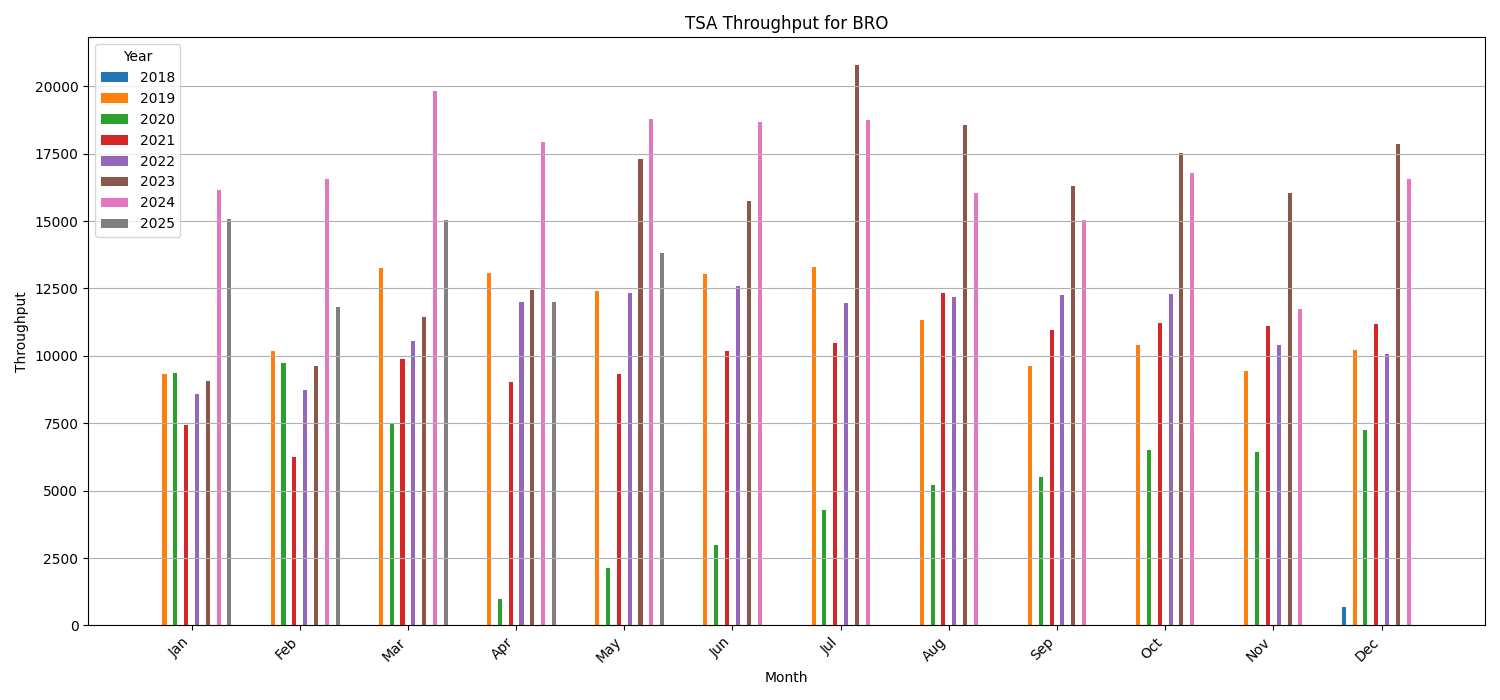 TSA Throughput for BRO
Year
2018
2019
2020
2021
2022
2023
2024
2025
20000
17500
15000
12500
10000
7500
5000
2500
0
Throughput
Jan
Feb
Mar
Apr
May
Jun
Jul
Aug
Sep
Oct
Nov
Dec
Month